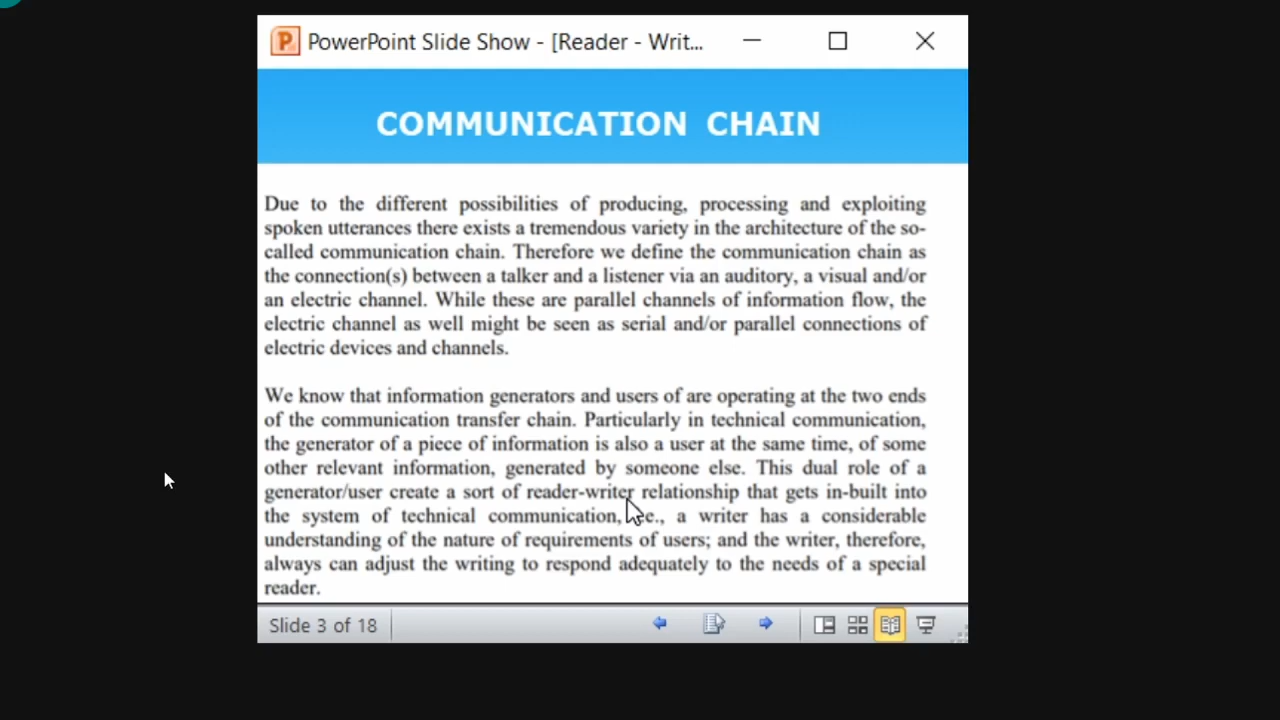 PowerPoint Slide Show - [Reader - Writ...
COMMUNICATION CHAIN
Due to the different possibilities of producing, processing and exploiting
spoken utterances there exists a tremendous variety in the architecture of the so-
called communication chain. Therefore we define the communication chain as
the connection(s) between a talker and a listener via an auditory, a visual and/or
an electric channel. While these are parallel channels of information flow, the
electric channel as well might be seen as serial and/or parallel connections of
electric devices and channels.
We know that information generators and users of are operating at the two ends
of the communication transfer chain. Particularly in technical communication,
the generator of a piece of information is also a user at the same time, of some
other relevant information, generated by someone else. This dual role of a
generator/user create a sort of reader-writer relationship that gets in-built into
the system of technical communication, e., a writer has a considerable
understanding of the nature of requirements of users; and the writer, therefore,
always can adjust the writing to respond adequately to the needs of a special
reader.
Slide 3 of 18